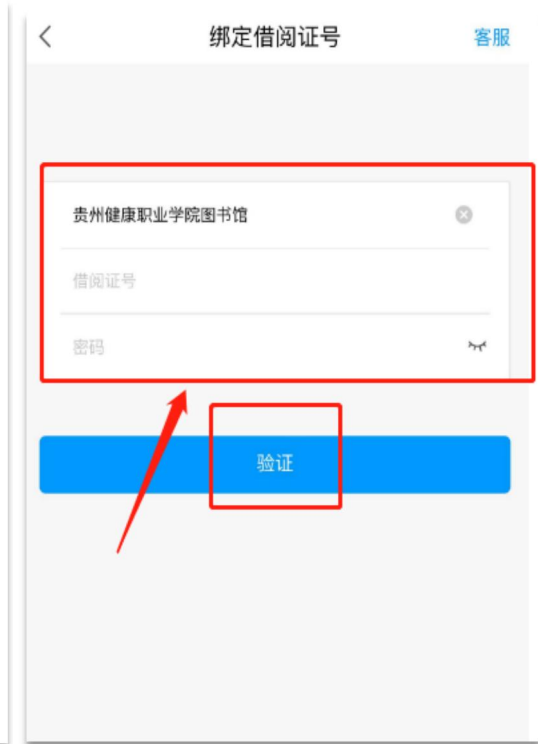 绑定借阅证号 客服
贵州健康职业学院图书馆
借阅证号
密码
验证